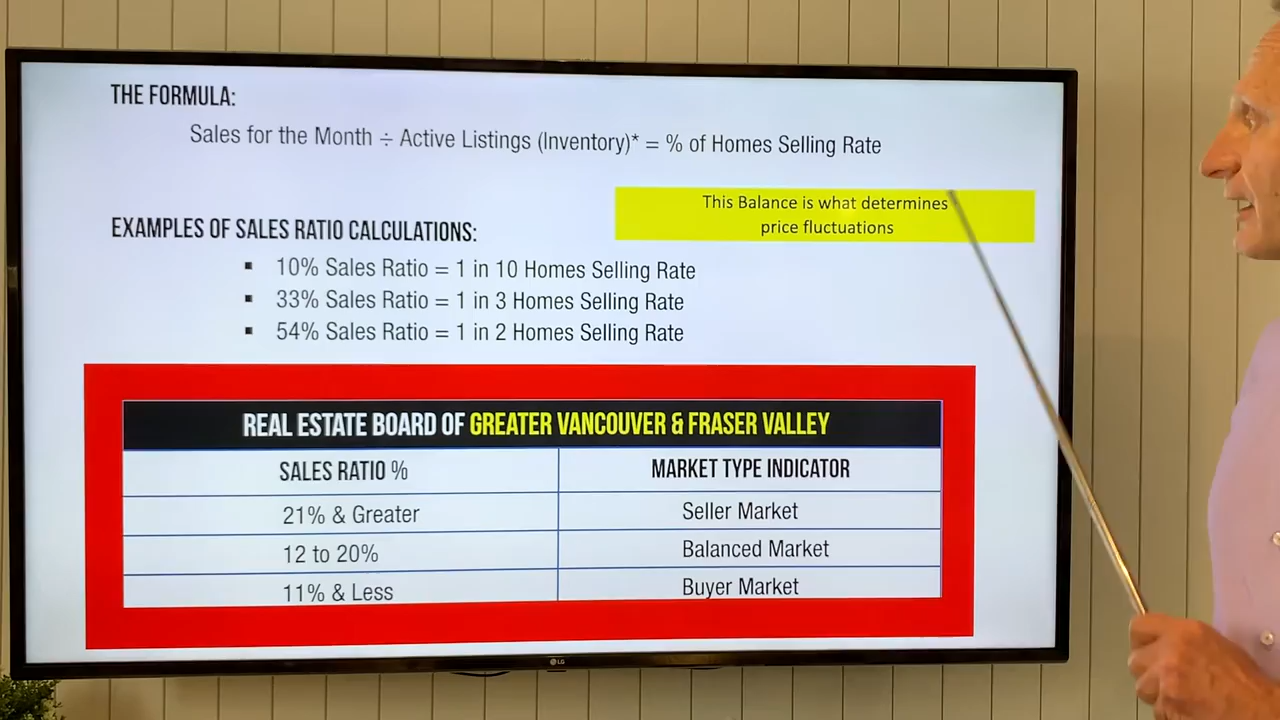 THE FORMULA:
Sales for the Month ÷ Active Listings (Inventory)* = % of Homes Selling Rate
This Balance is what determines
price fluctuations
EXAMPLES OF SALES RATIO CALCULATIONS:
▪ 10% Sales Ratio = 1 in 10 Homes Selling Rate
▪ 33% Sales Ratio = 1 in 3 Homes Selling Rate
▪ 54% Sales Ratio = 1 in 2 Homes Selling Rate
REAL ESTATE BOARD OF GREATER VANCOUVER & FRASER VALLEY
SALES RATIO % MARKET TYPE INDICATOR
21% & Greater Seller Market
12 to 20% Balanced Market
11% & Less Buyer Market
LG